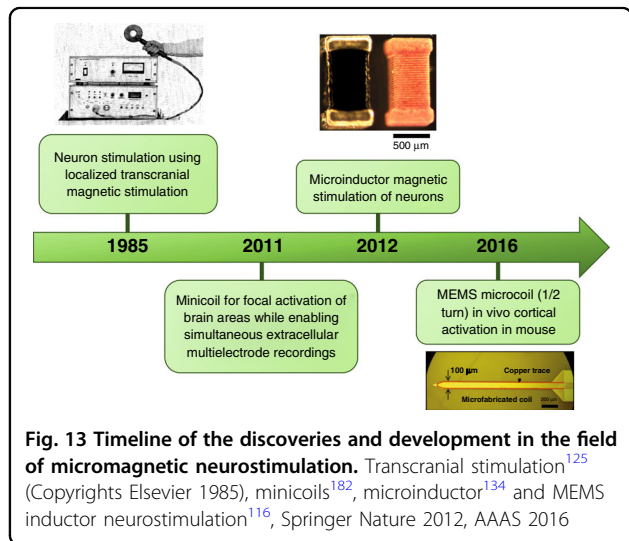 500 μm
Neuron stimulation using
localized transcranial
magnetic stimulation
Microinductor magnetic
stimulation of neurons
1985
2011
2012
2016
Minicoil for focal activation of
brain areas while enabling
simultaneous extracellular
multielectrode recordings
MEMS microcoil (1/2
turn) in vivo cortical
activation in mouse
100 μm
Copper trace
Microfabricated coil
200 μm
Fig. 13 Timeline of the discoveries and development in the field
of micromagnetic neurostimulation. Transcranial stimulation125
(Copyrights Elsevier 1985), minicoils182, microinductor134 and MEMS
inductor neurostimulation116, Springer Nature 2012, AAAS 2016